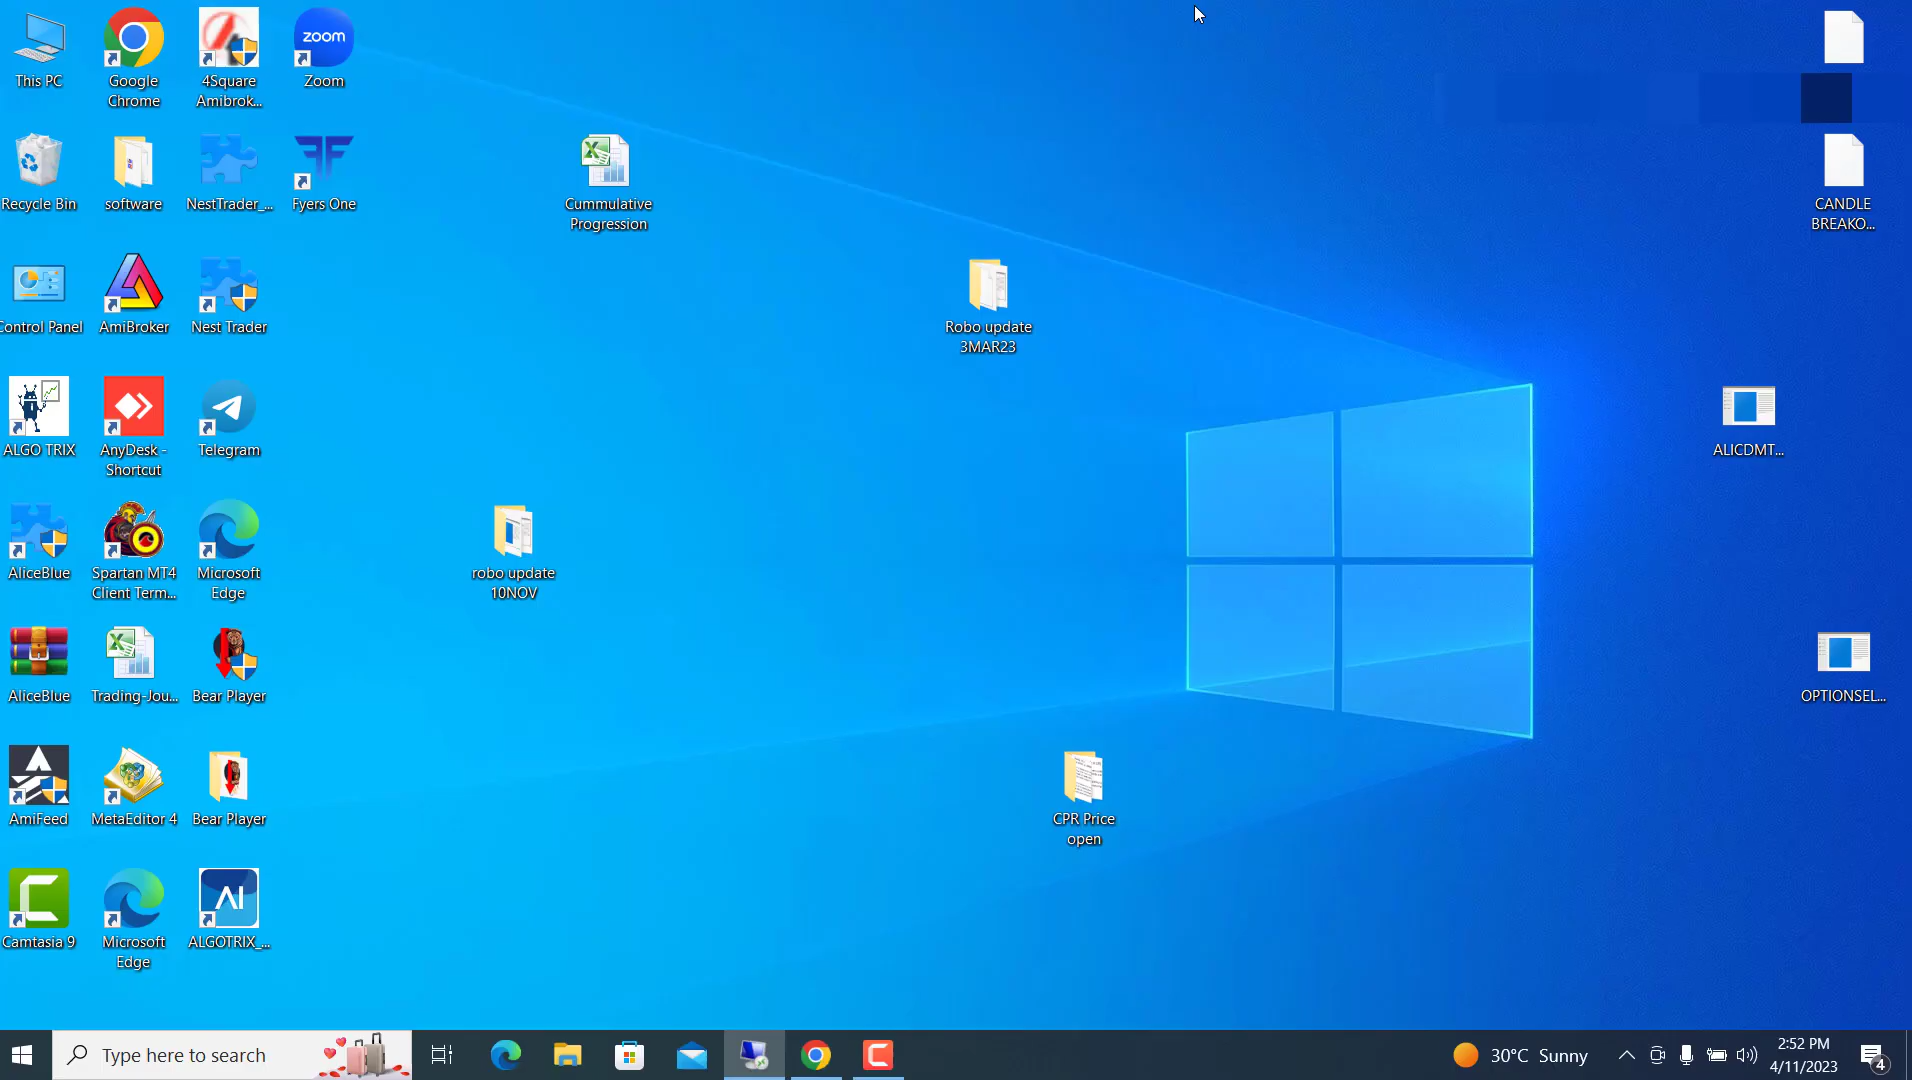 This PC
Google
Chrome
4Square
Amibrok...
zoom
Zoom
Recycle Bin
software
NestTrader_...
Fyers One
Cummulative
Progression
CANDLE
BREAKO...
Control Panel
AmiBroker
Nest Trader
Robo update
3MAR23
ALGO TRIX
AnyDesk -
Shortcut
Telegram
ALICDMT...
AliceBlue
Spartan MT4
Client Term...
Microsoft
Edge
robo update
10NOV
AliceBlue
Trading-Jou...
Bear Player
OPTIONSEL...
AmiFeed
MetaEditor 4
Bear Player
CPR Price
open
AI
Camtasia 9
Microsoft
Edge
ALGOTRIX_...
Type here to search
30°C Sunny
2:52 PM
4/11/2023
4